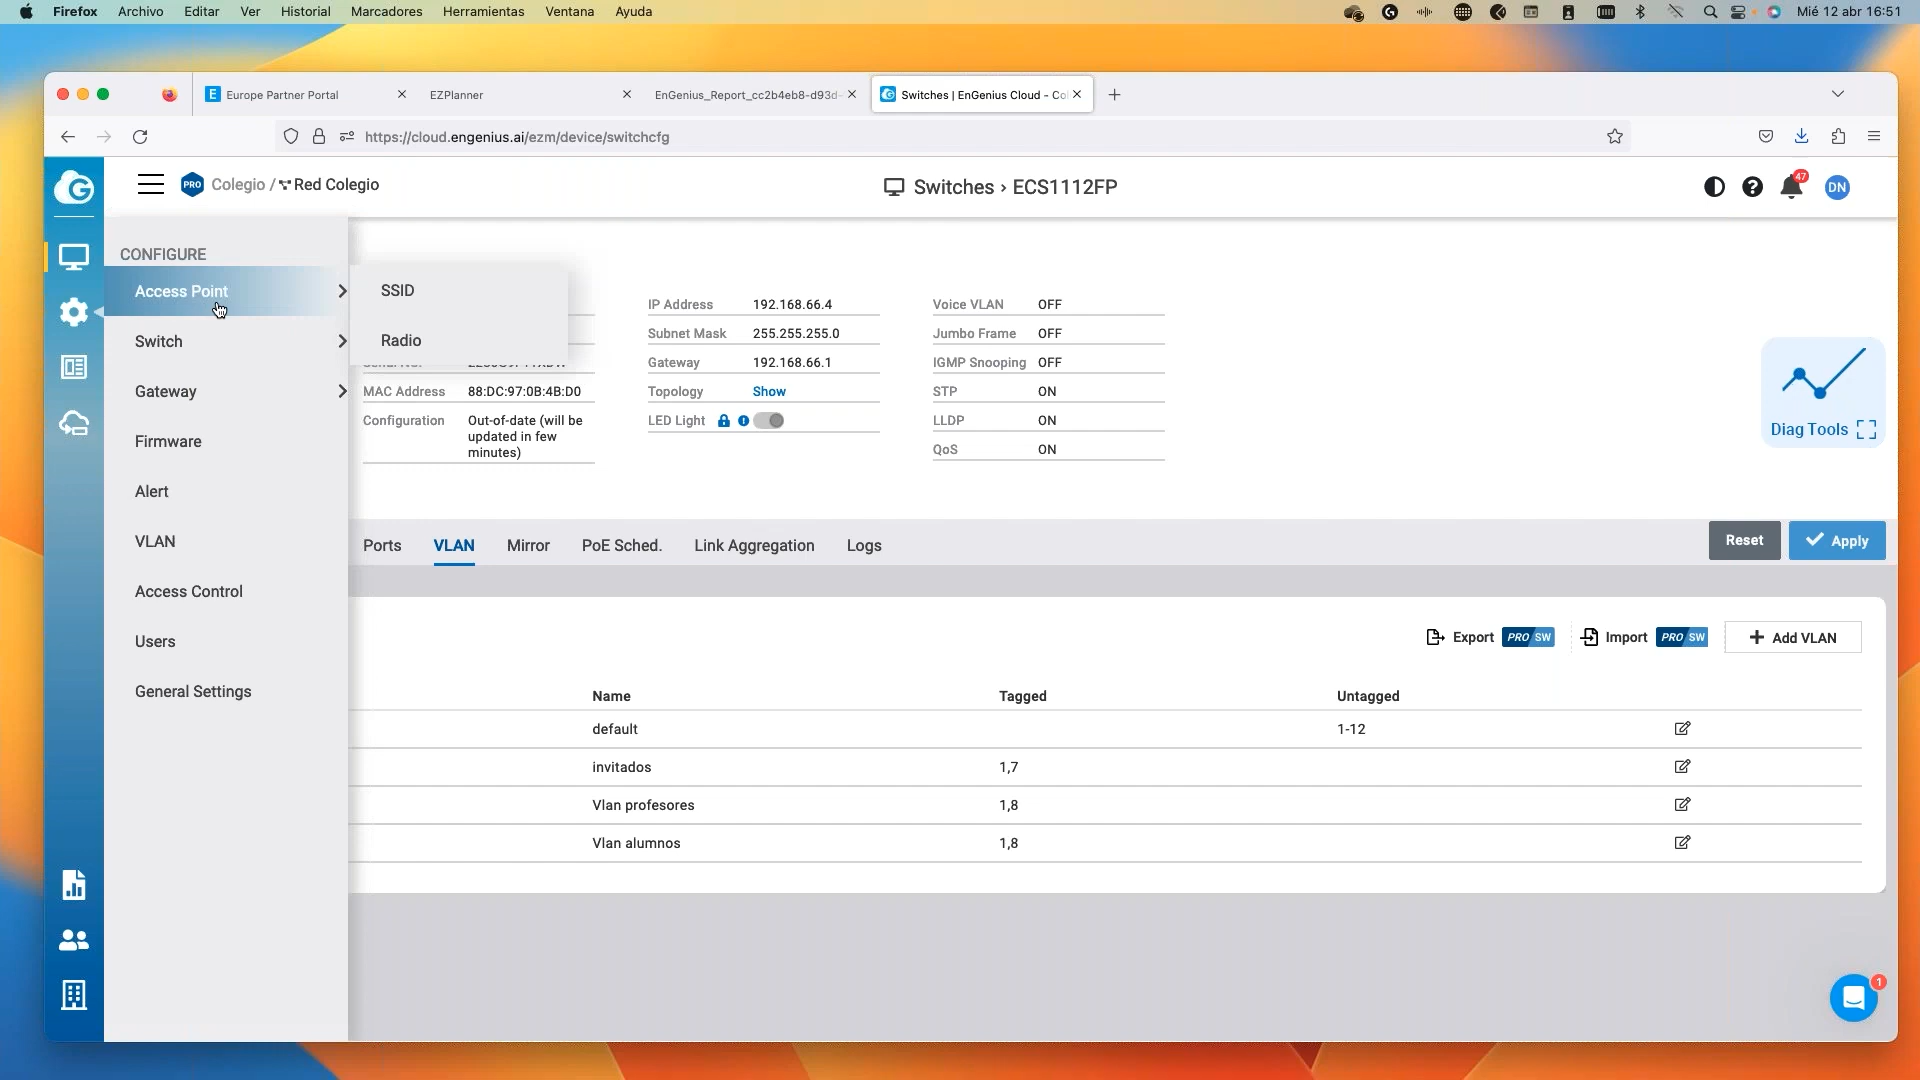 Firefox Archivo Editar Ver Historial Marcadores Herramientas Ventana Ayuda Mié 12 abr 16:51
Europe Partner Portal EZPlanner EnGenius_Report_cc2b4eb8-d93d- Switches | EnGenius Cloud - Co
https://cloud.engenius.ai/ezm/device/switchcfg
PRO Colegio / Red Colegio Switches › ECS1112FP 47 DN
CONFIGURE
Access Point
Switch
Gateway
Firmware
Alert
VLAN
Access Control
Users
General Settings
SSID
Radio
MAC Address 88:DC:97:0B:4B:D0
Configuration Out-of-date (will be
updated in few
minutes)
IP Address 192.168.66.4
Subnet Mask 255.255.255.0
Gateway 192.168.66.1
Topology Show
LED Light
Voice VLAN OFF
Jumbo Frame OFF
IGMP Snooping OFF
STP ON
LLDP ON
QoS ON
Diag Tools
Ports VLAN Mirror PoE Sched. Link Aggregation Logs Reset Apply
Export PRO SW Import PRO SW + Add VLAN
Name Tagged Untagged
default 1-12
invitados 1,7
Vlan profesores 1,8
Vlan alumnos 1,8
1